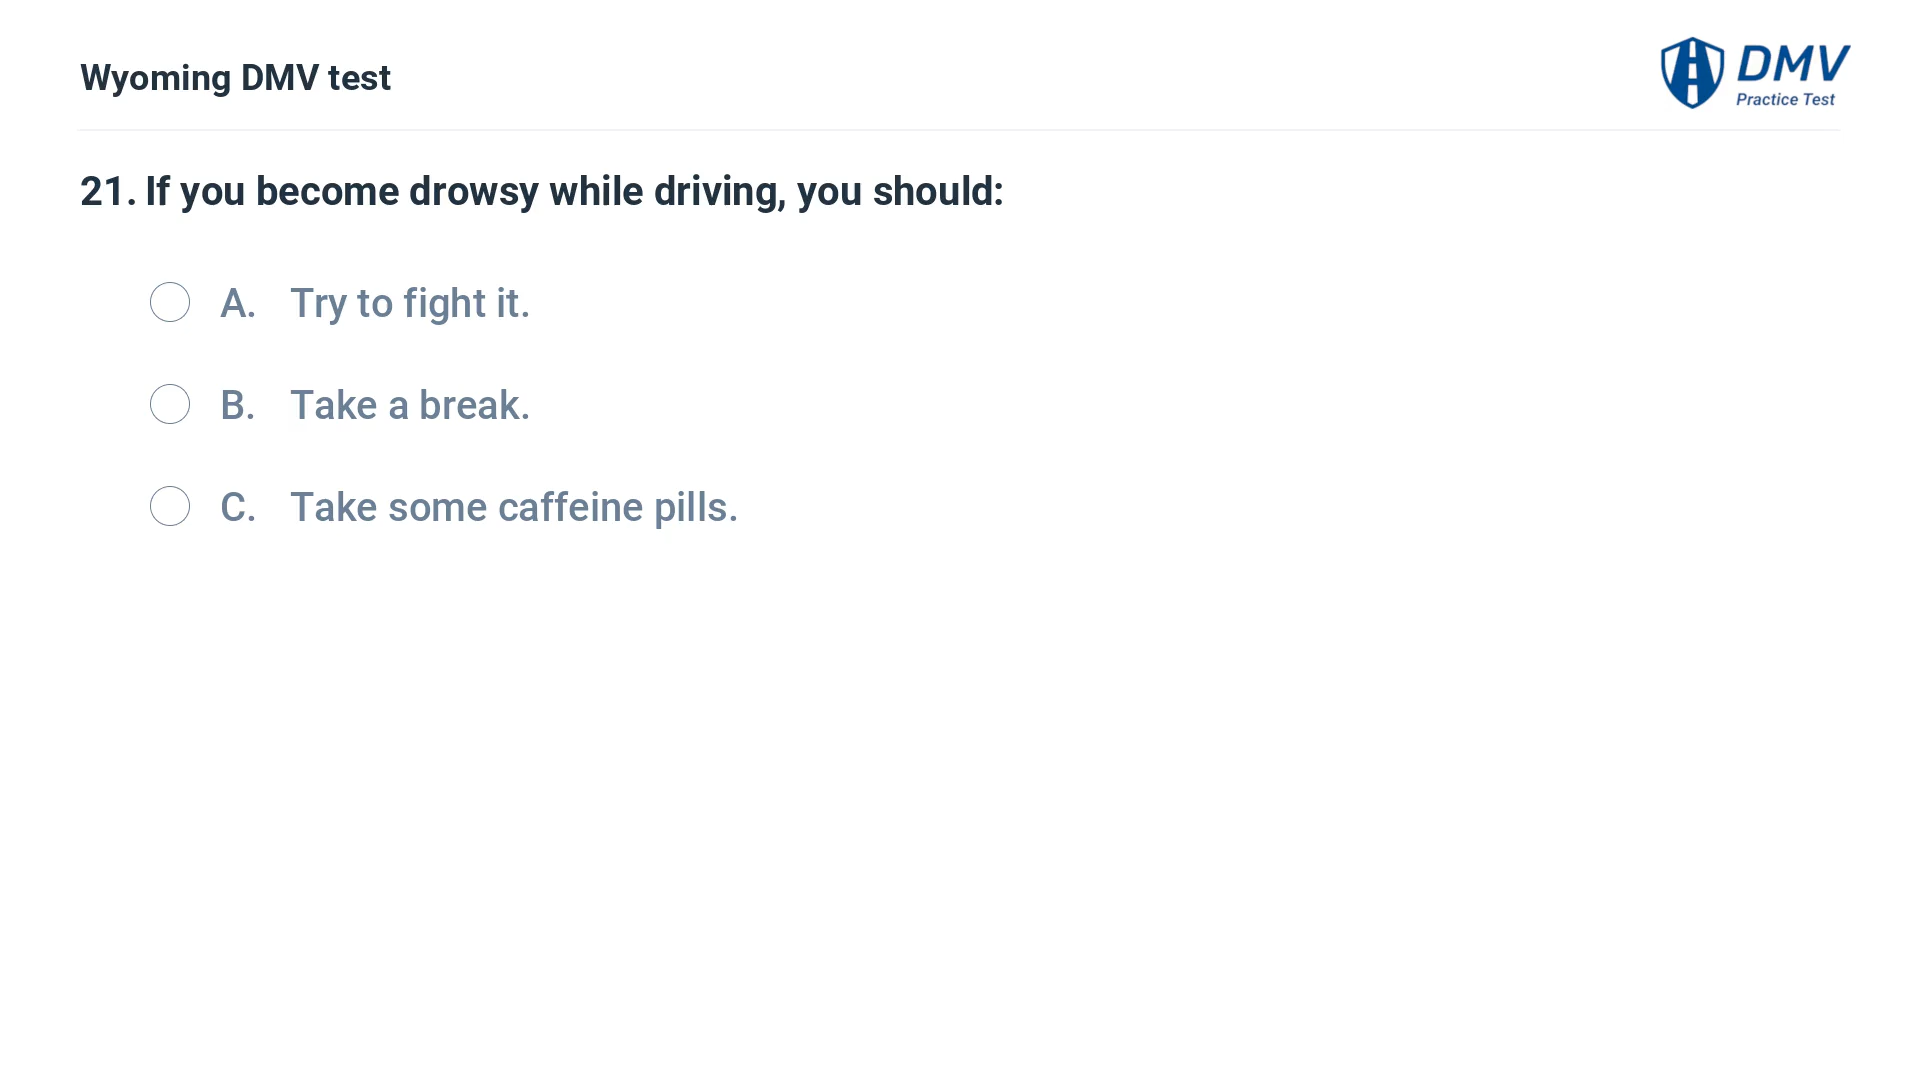 Wyoming DMV test
DMV
Practice Test
21. If you become drowsy while driving, you should:
A. Try to fight it.
B. Take a break.
C. Take some caffeine pills.